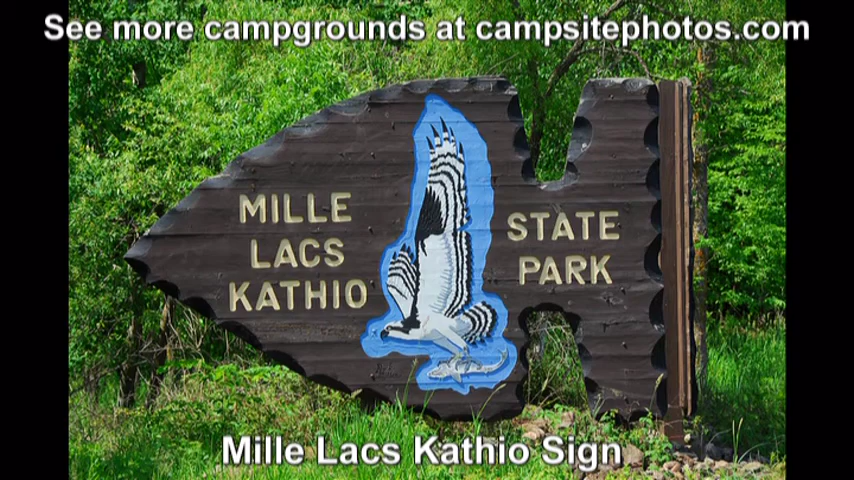 See more campgrounds at campsitephotos.com
MILLE
LACS
KATHIO
STATE
PARK
Mille Lacs Kathio Sign